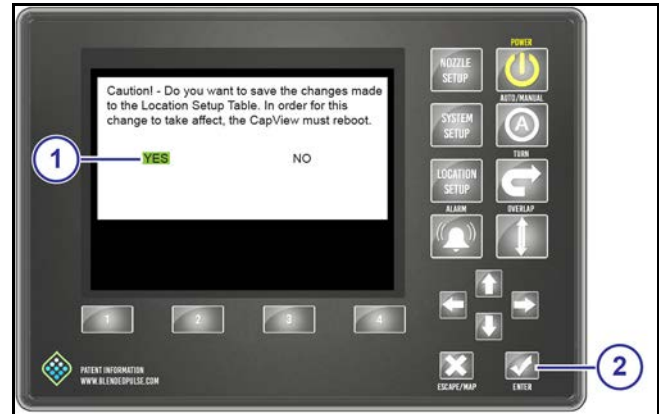 POWER
NOZZLE
SETUP
Caution! - Do you want to save the changes made
to the Location Setup Table. In order for this
change to take affect, the CapView must reboot.
AUTO/MANUAL
SYSTEM
SETUP
A
1
YES
NO
TURN
LOCATION
SETUP
ALARM
OVERLAP
1
2
3
4
PATENT INFORMATION
WWW.BLENDEDPULSE.COM
ESCAPE/MAP
ENTER
2